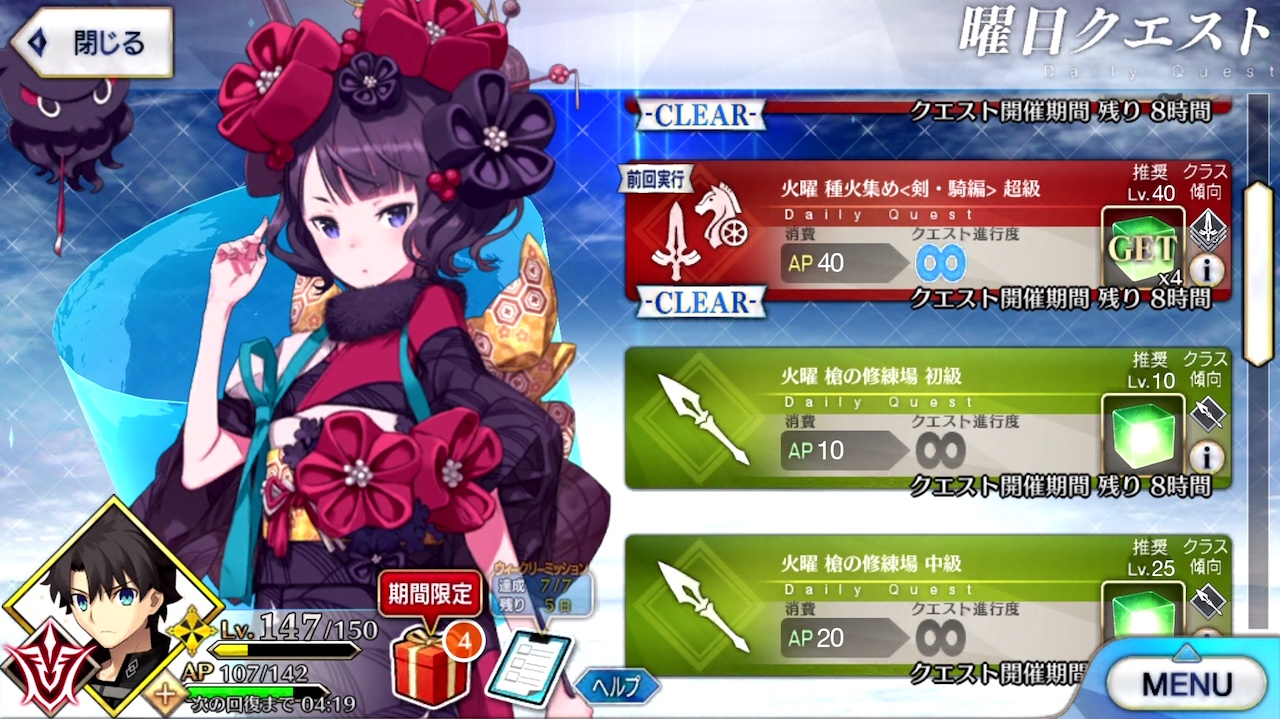 閉じる
曜日クエスト
Daily Quest
-CLEAR-
クエスト開催期間 残り 8時間
前回実行
火曜 種火集め<剣・騎編> 超級
Daily Quest
推奨
Lv.40
クラス
傾向
消費
AP 40
クエスト進行度
GET
x4
i
-CLEAR-
クエスト開催期間 残り 8時間
火曜 槍の修練場 初級
Daily Quest
推奨
Lv.10
クラス
傾向
消費
AP 10
クエスト進行度
i
クエスト開催期間 残り 8時間
火曜 槍の修練場 中級
Daily Quest
推奨
Lv.25
クラス
傾向
消費
AP 20
クエスト進行度
クエスト開催期間
Lv. 147/150
AP 107/142
次の回復まで 04:19
期間限定
4
ウィークリーミッション
達成 7/7
残り 5日
ヘルプ
MENU